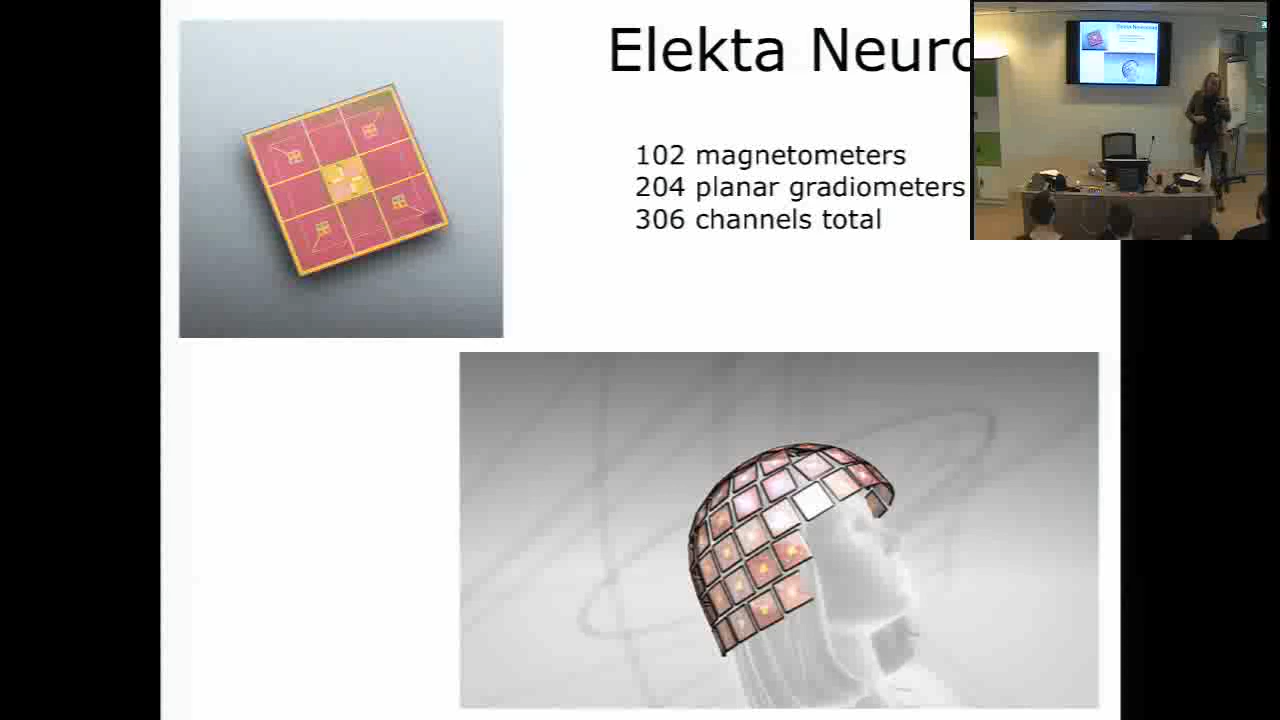 Elekta Neuro
102 magnetometers
204 planar gradiometers
306 channels total